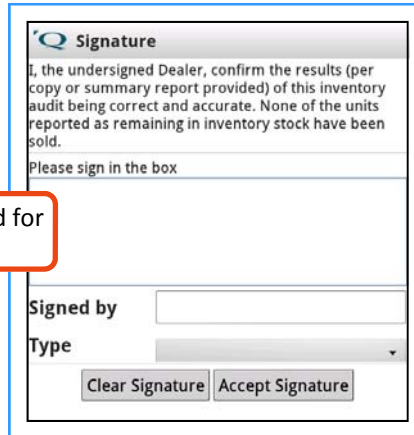 Signature
I, the undersigned Dealer, confirm the results (per
copy or summary report provided) of this inventory
audit being correct and accurate. None of the units
reported as remaining in inventory stock have been
sold.
Please sign in the box
for
Signed by
Type
Clear Signature Accept Signature